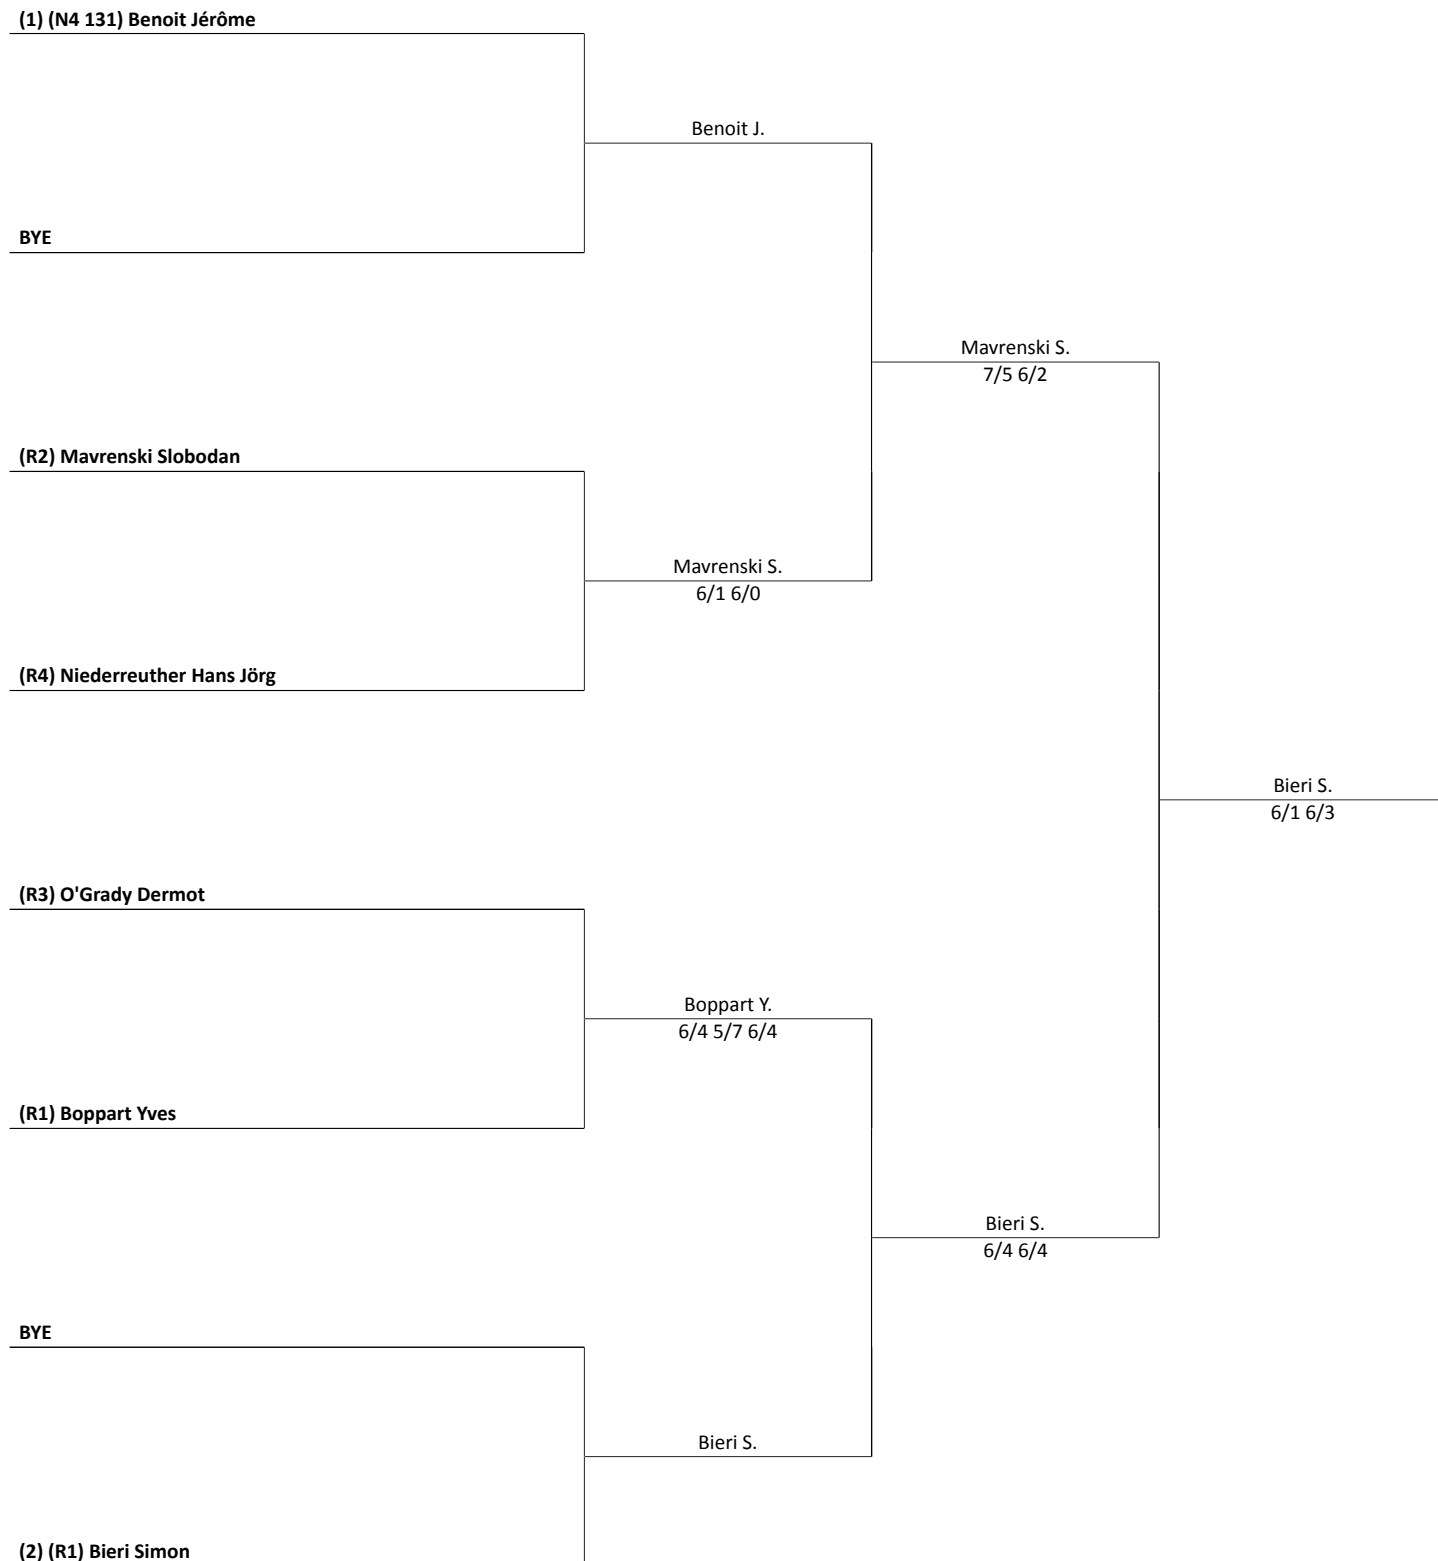 (1) (N4 131) Benoit Jérôme
Benoit J.
BYE
Mavrenski S.
7/5 6/2
(R2) Mavrenski Slobodan
Mavrenski S.
6/1 6/0
(R4) Niederreuther Hans Jörg
Bieri S.
6/1 6/3
(R3) O'Grady Dermot
Boppart Y.
6/4 5/7 6/4
(R1) Boppart Yves
Bieri S.
6/4 6/4
BYE
Bieri S.
(2) (R1) Bieri Simon